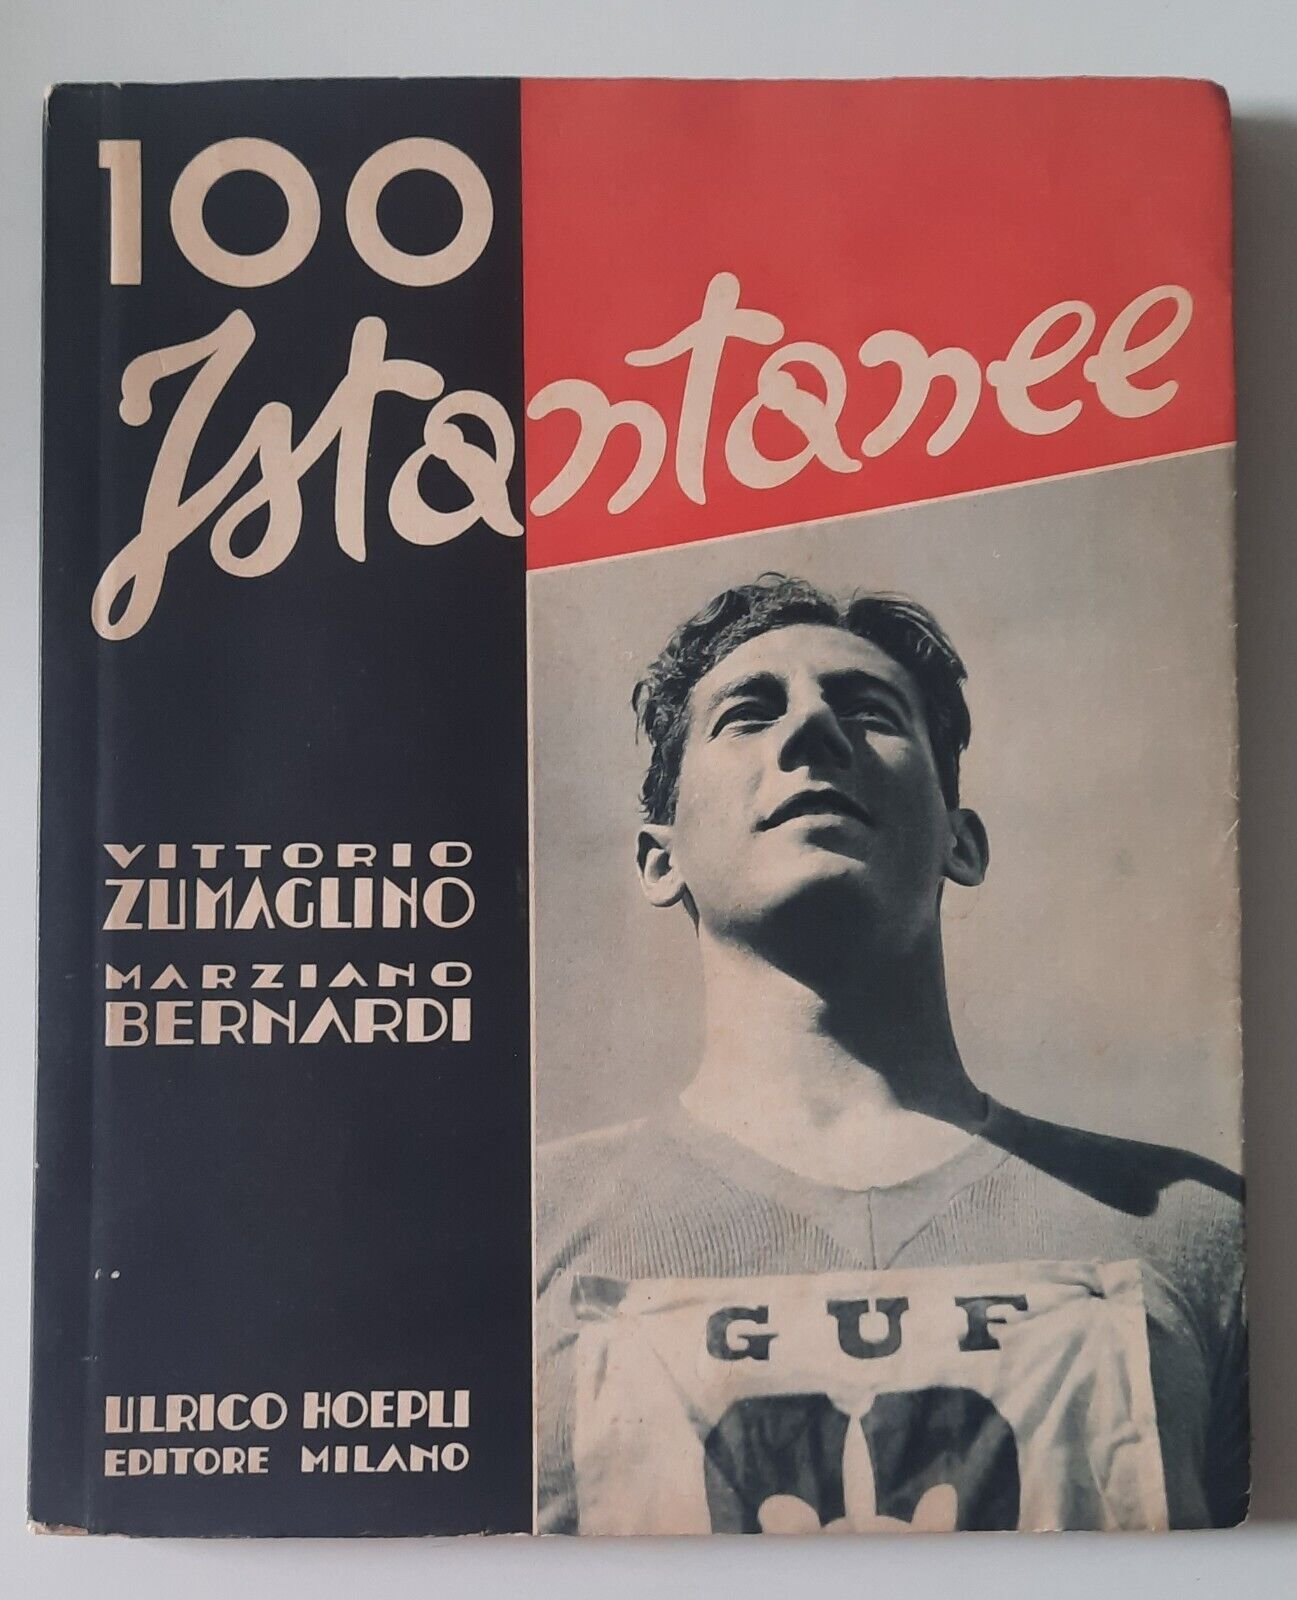 100
Istantanee
VITTORIO
ZUMAGLINO
MARZIANO
BERNARDI
ULRICO HOEPLI
EDITORE MILANO
GUF